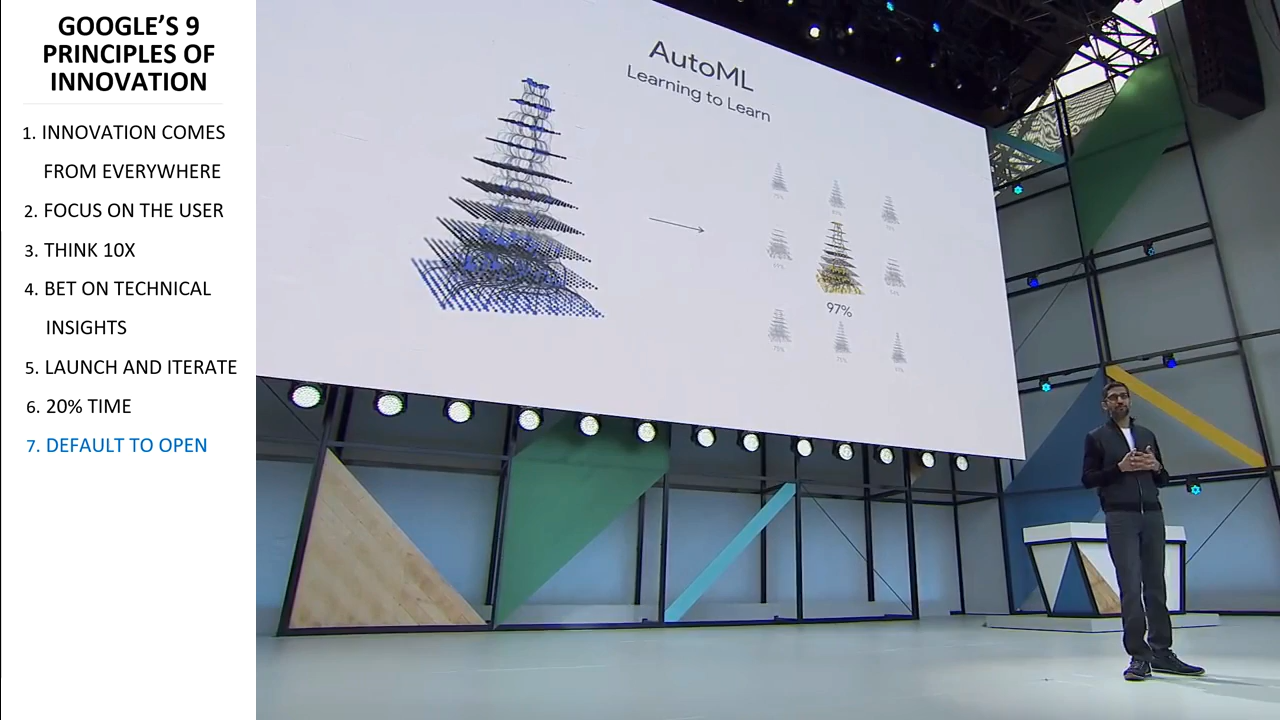 GOOGLE'S 9
PRINCIPLES OF
INNOVATION
1. INNOVATION COMES
FROM EVERYWHERE
2. FOCUS ON THE USER
3. THINK 10X
4. BET ON TECHNICAL
INSIGHTS
5. LAUNCH AND ITERATE
6. 20% TIME
7. DEFAULT TO OPEN
AutoML
Learning to Learn
97%